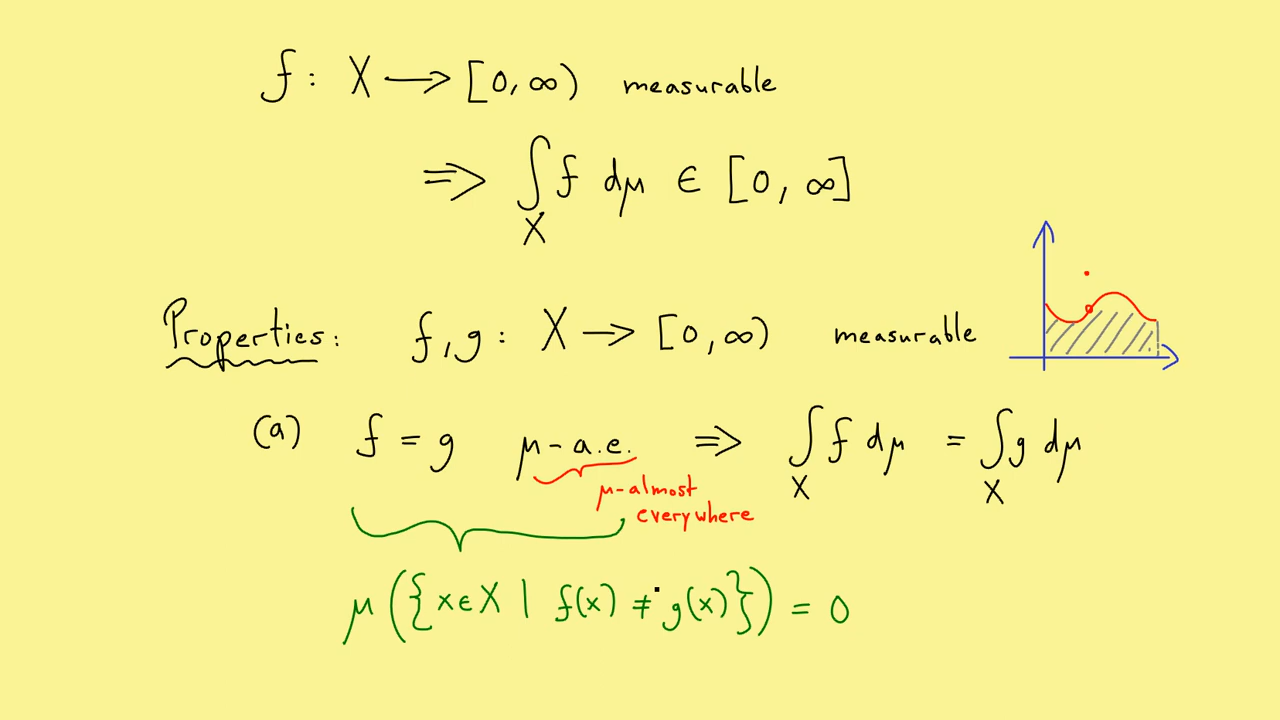 f : X ⟶ [0, ∞) measurable
⟹ ∫_X f dμ ∈ [0, ∞]
Properties: f, g : X ⟶ [0, ∞) measurable
(a) f = g μ-a.e. ⟹ ∫_X f dμ = ∫_X g dμ
μ-almost
everywhere
μ({x ∈ X | f(x) ≠ g(x)}) = 0